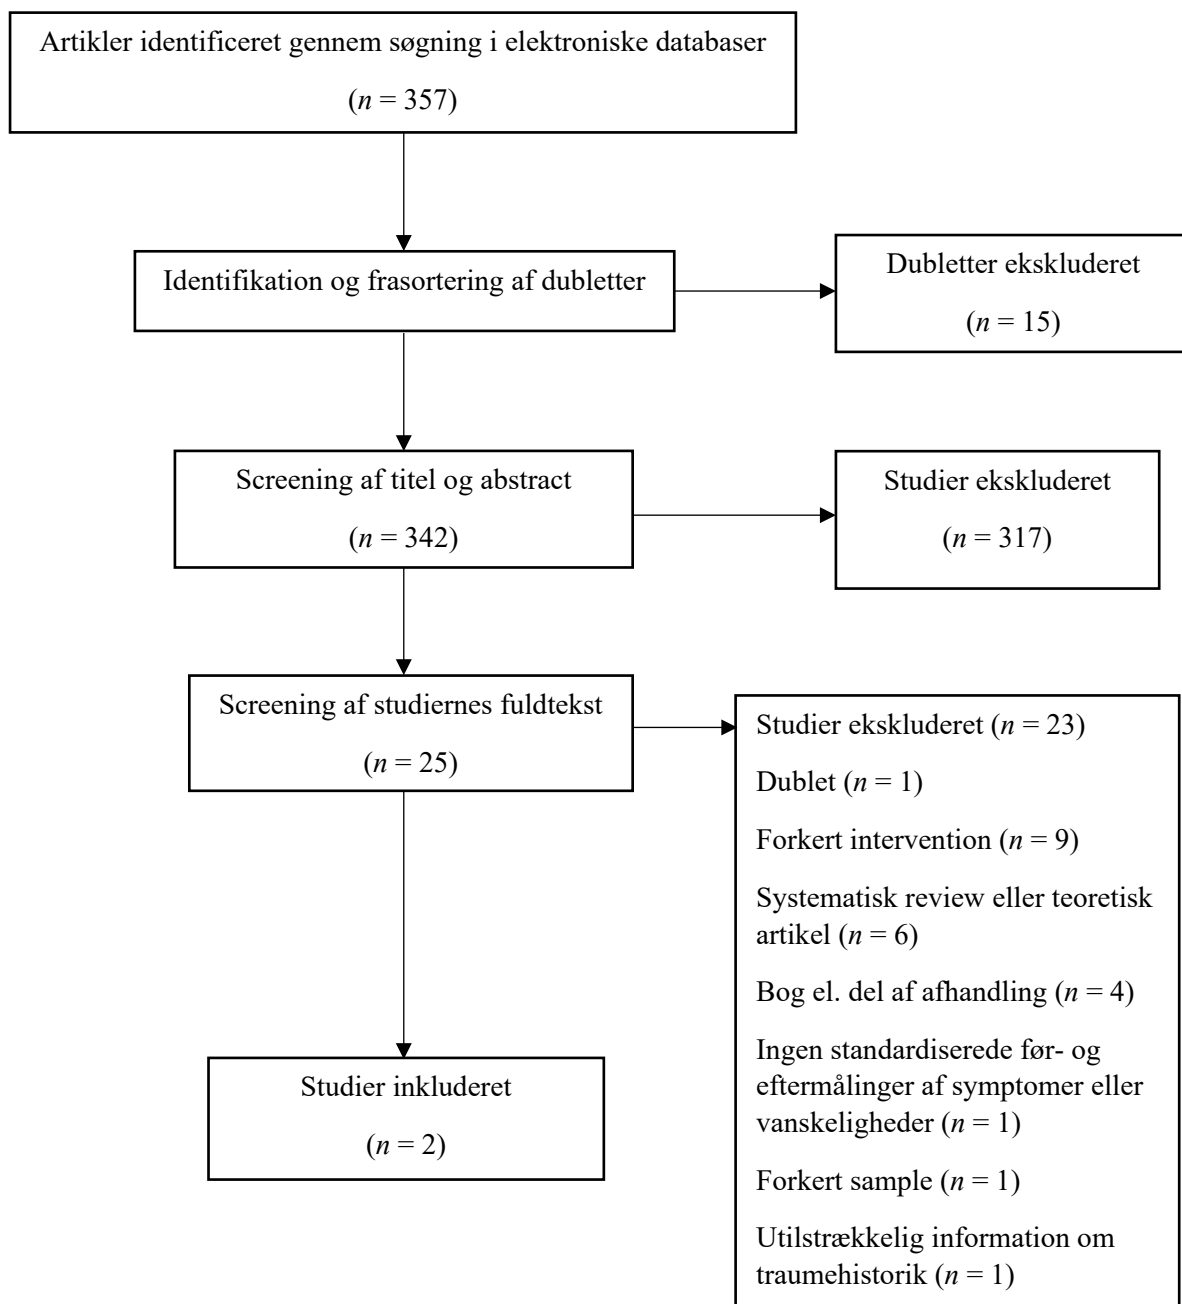 Artikler identificeret gennem søgning i elektroniske databaser
(n = 357)
Identifikation og frasortering af dubletter
Dubletter ekskluderet
(n = 15)
Screening af titel og abstract
(n = 342)
Studier ekskluderet
(n = 317)
Screening af studiernes fuldtekst
(n = 25)
Studier ekskluderet (n = 23)
Dublet (n = 1)
Forkert intervention (n = 9)
Systematisk review eller teoretisk
artikel (n = 6)
Bog el. del af afhandling (n = 4)
Ingen standardiserede før- og
eftermålinger af symptomer eller
vanskeligheder (n = 1)
Forkert sample (n = 1)
Utilstrækkelig information om
traumehistorik (n = 1)
Studier inkluderet
(n = 2)